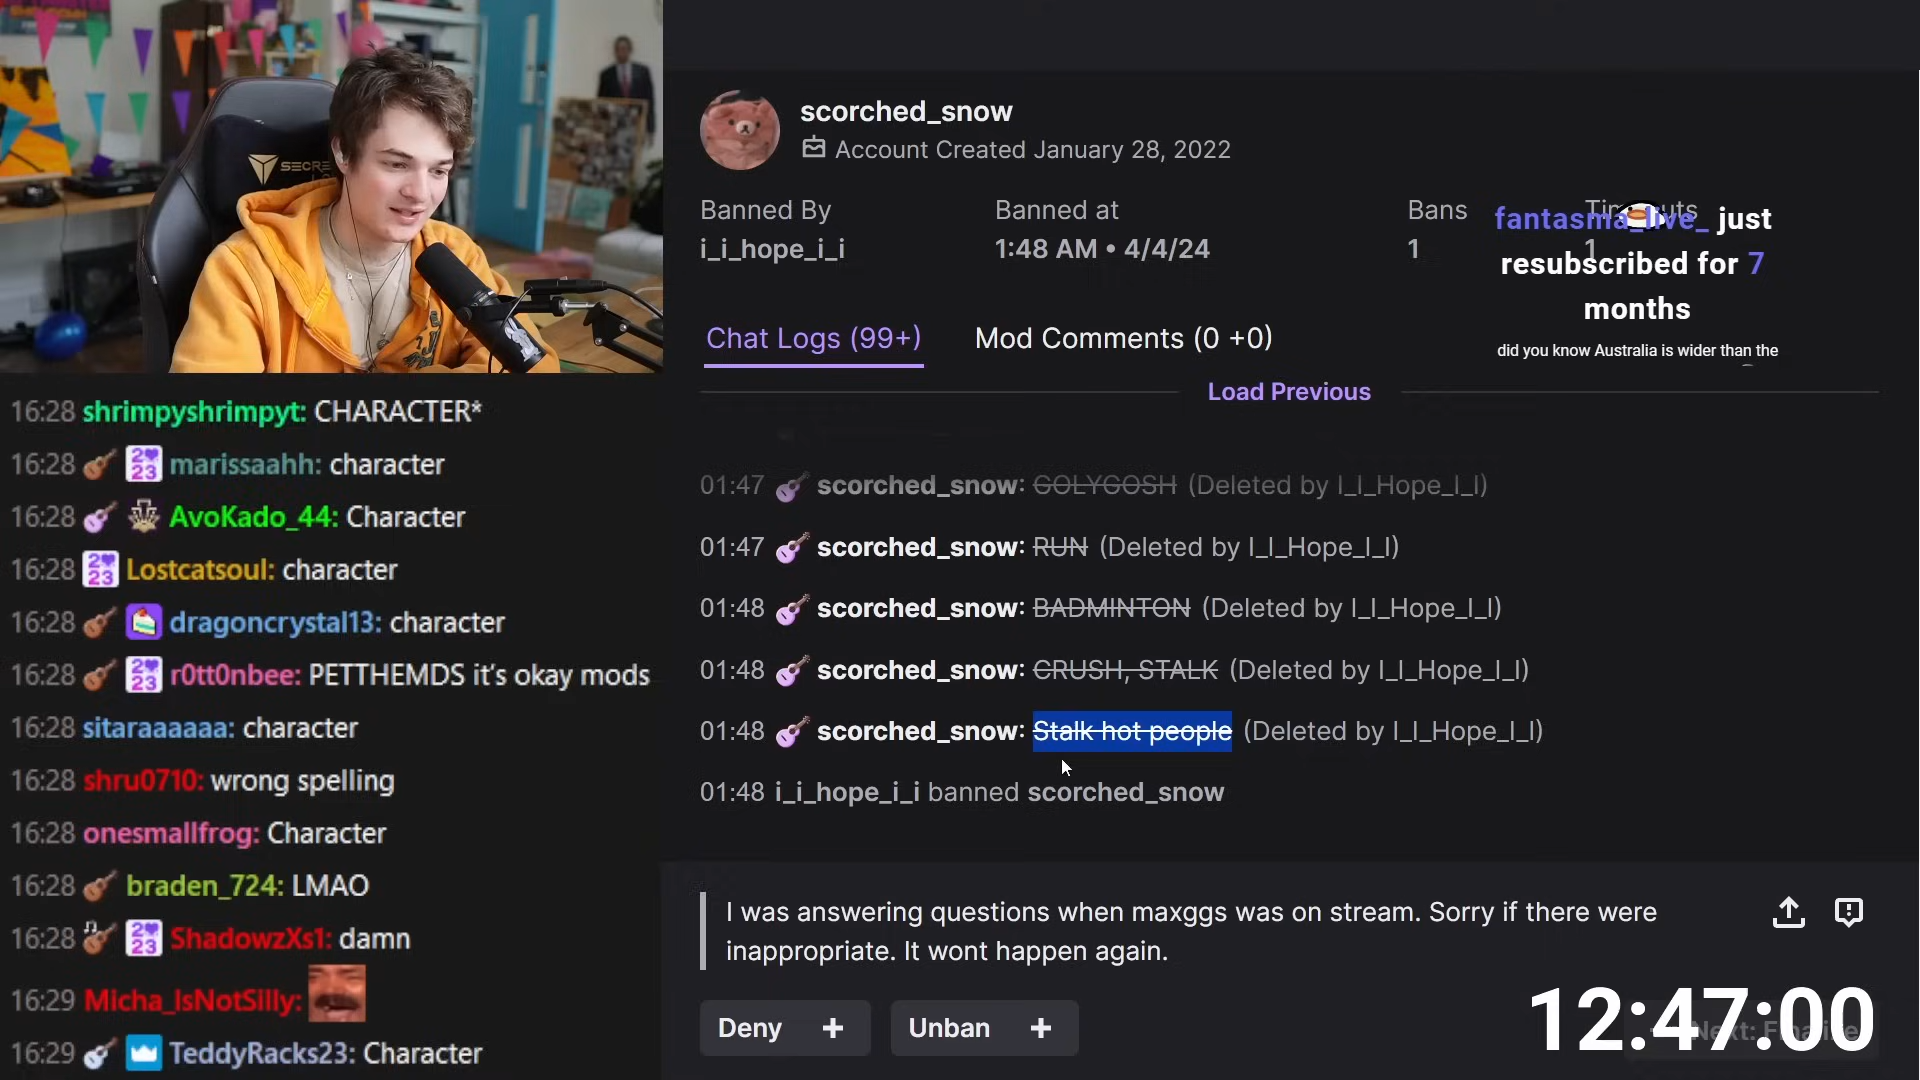 SECRE
16:28 shrimpyshrimpyt: CHARACTER*
16:28 marissaahh: character
16:28 AvoKado_44: Character
16:28 Lostcatsoul: character
16:28 dragoncrystal13: character
16:28 r0tt0nbee: PETTHEMDS it's okay mods
16:28 sitaraaaaaa: character
16:28 shru0710: wrong spelling
16:28 onesmallfrog: Character
16:28 braden_724: LMAO
16:28 ShadowzXs1: damn
16:29 Micha_IsNotSilly:
16:29 TeddyRacks23: Character
scorched_snow
Account Created January 28, 2022
Banned By Banned at Bans
i_i_hope_i_i 1:48 AM • 4/4/24 1 1
fantasma_live_ just
resubscribed for 7
months
did you know Australia is wider than the
Chat Logs (99+) Mod Comments (0 +0)
Load Previous
01:47 scorched_snow: GOLYGOSH (Deleted by I_I_Hope_I_I)
01:47 scorched_snow: RUN (Deleted by I_I_Hope_I_I)
01:48 scorched_snow: BADMINTON (Deleted by I_I_Hope_I_I)
01:48 scorched_snow: CRUSH, STALK (Deleted by I_I_Hope_I_I)
01:48 scorched_snow: Stalk hot people (Deleted by I_I_Hope_I_I)
01:48 i_i_hope_i_i banned scorched_snow
I was answering questions when maxggs was on stream. Sorry if there were
inappropriate. It wont happen again.
Deny + Unban +
12:47:00